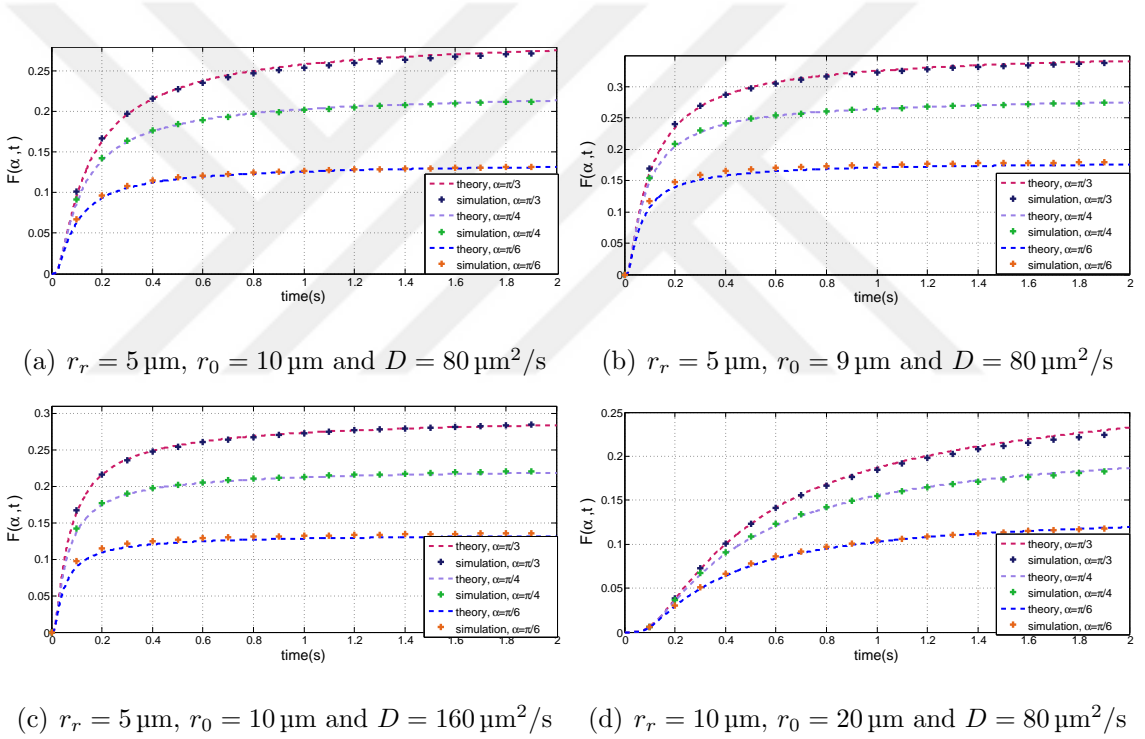 F(α,t)
0.25
0.2
0.15
0.1
0.05
0
0 0.2 0.4 0.6 0.8 1 1.2 1.4 1.6 1.8 2
time(s)
theory, α=π/3
simulation, α=π/3
theory, α=π/4
simulation, α=π/4
theory, α=π/6
simulation, α=π/6
(a) r_r = 5 µm, r_0 = 10 µm and D = 80 µm²/s
F(α,t)
0.35
0.3
0.25
0.2
0.15
0.1
0.05
0
0 0.2 0.4 0.6 0.8 1 1.2 1.4 1.6 1.8 2
time(s)
theory, α=π/3
simulation, α=π/3
theory, α=π/4
simulation, α=π/4
theory, α=π/6
simulation, α=π/6
(b) r_r = 5 µm, r_0 = 9 µm and D = 80 µm²/s
F(α,t)
0.3
0.25
0.2
0.15
0.1
0.05
0
0 0.2 0.4 0.6 0.8 1 1.2 1.4 1.6 1.8 2
time(s)
theory, α=π/3
simulation, α=π/3
theory, α=π/4
simulation, α=π/4
theory, α=π/6
simulation, α=π/6
(c) r_r = 5 µm, r_0 = 10 µm and D = 160 µm²/s
F(α,t)
0.25
0.2
0.15
0.1
0.05
0
0 0.2 0.4 0.6 0.8 1 1.2 1.4 1.6 1.8 2
time(s)
theory, α=π/3
simulation, α=π/3
theory, α=π/4
simulation, α=π/4
theory, α=π/6
simulation, α=π/6
(d) r_r = 10 µm, r_0 = 20 µm and D = 80 µm²/s